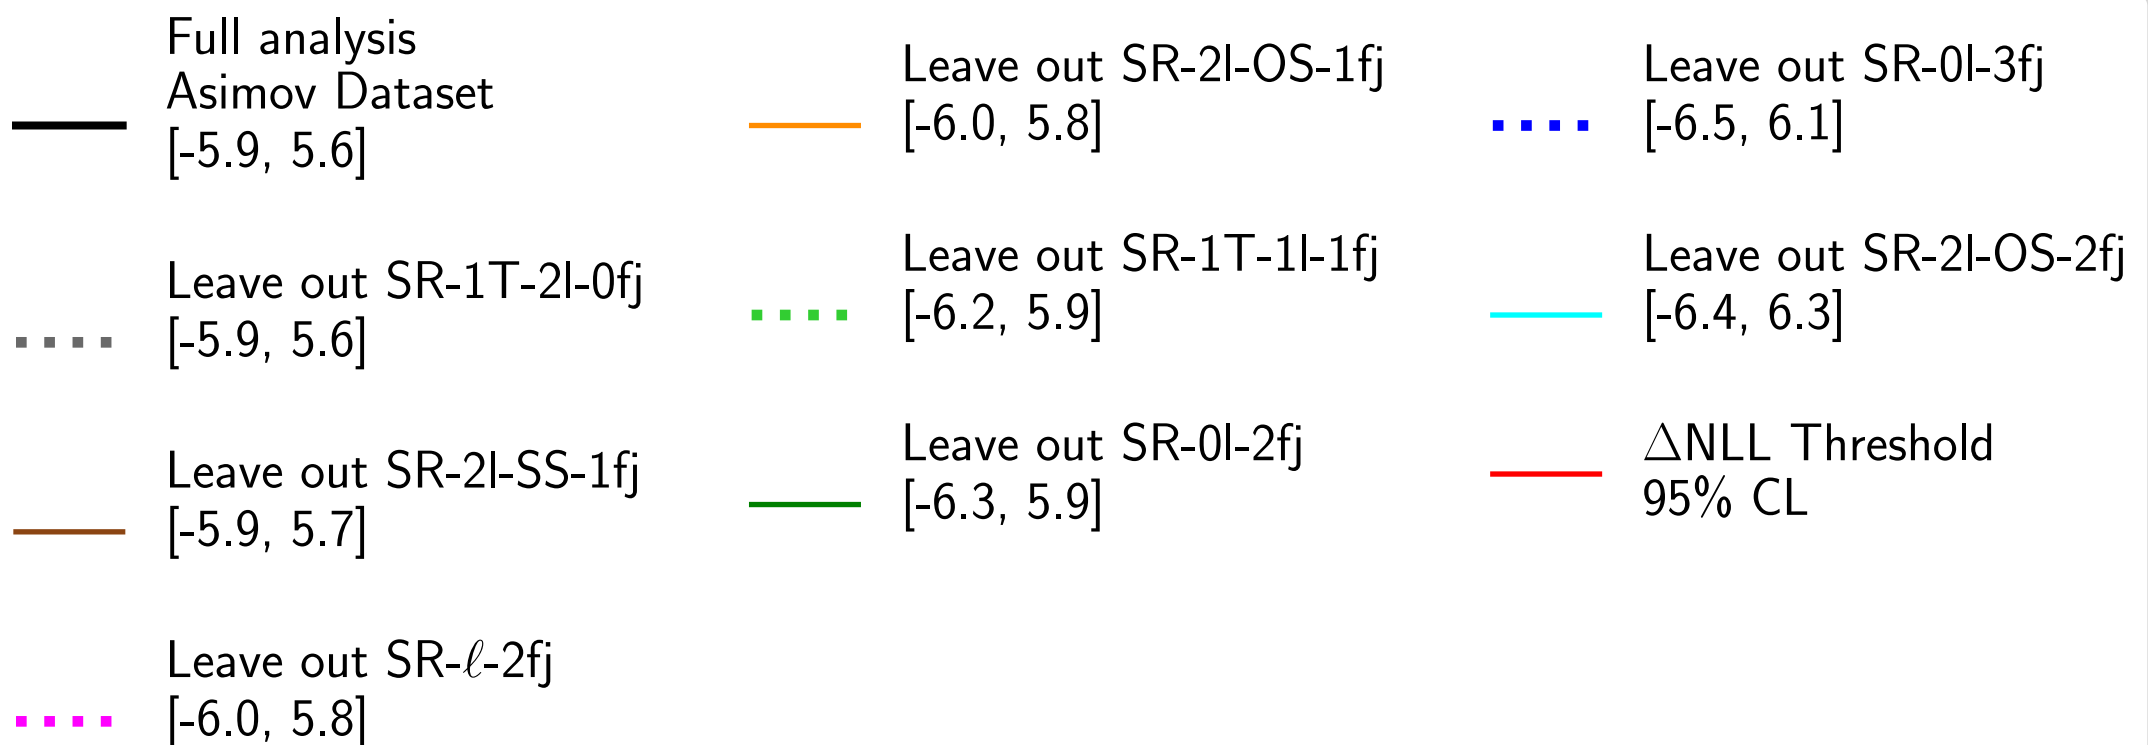 Full analysis
Asimov Dataset
[-5.9, 5.6]
Leave out SR-1T-2l-0fj
[-5.9, 5.6]
Leave out SR-2l-SS-1fj
[-5.9, 5.7]
Leave out SR-ℓ-2fj
[-6.0, 5.8]
Leave out SR-2l-OS-1fj
[-6.0, 5.8]
Leave out SR-1T-1l-1fj
[-6.2, 5.9]
Leave out SR-0l-2fj
[-6.3, 5.9]
Leave out SR-0l-3fj
[-6.5, 6.1]
Leave out SR-2l-OS-2fj
[-6.4, 6.3]
ΔNLL Threshold
95% CL